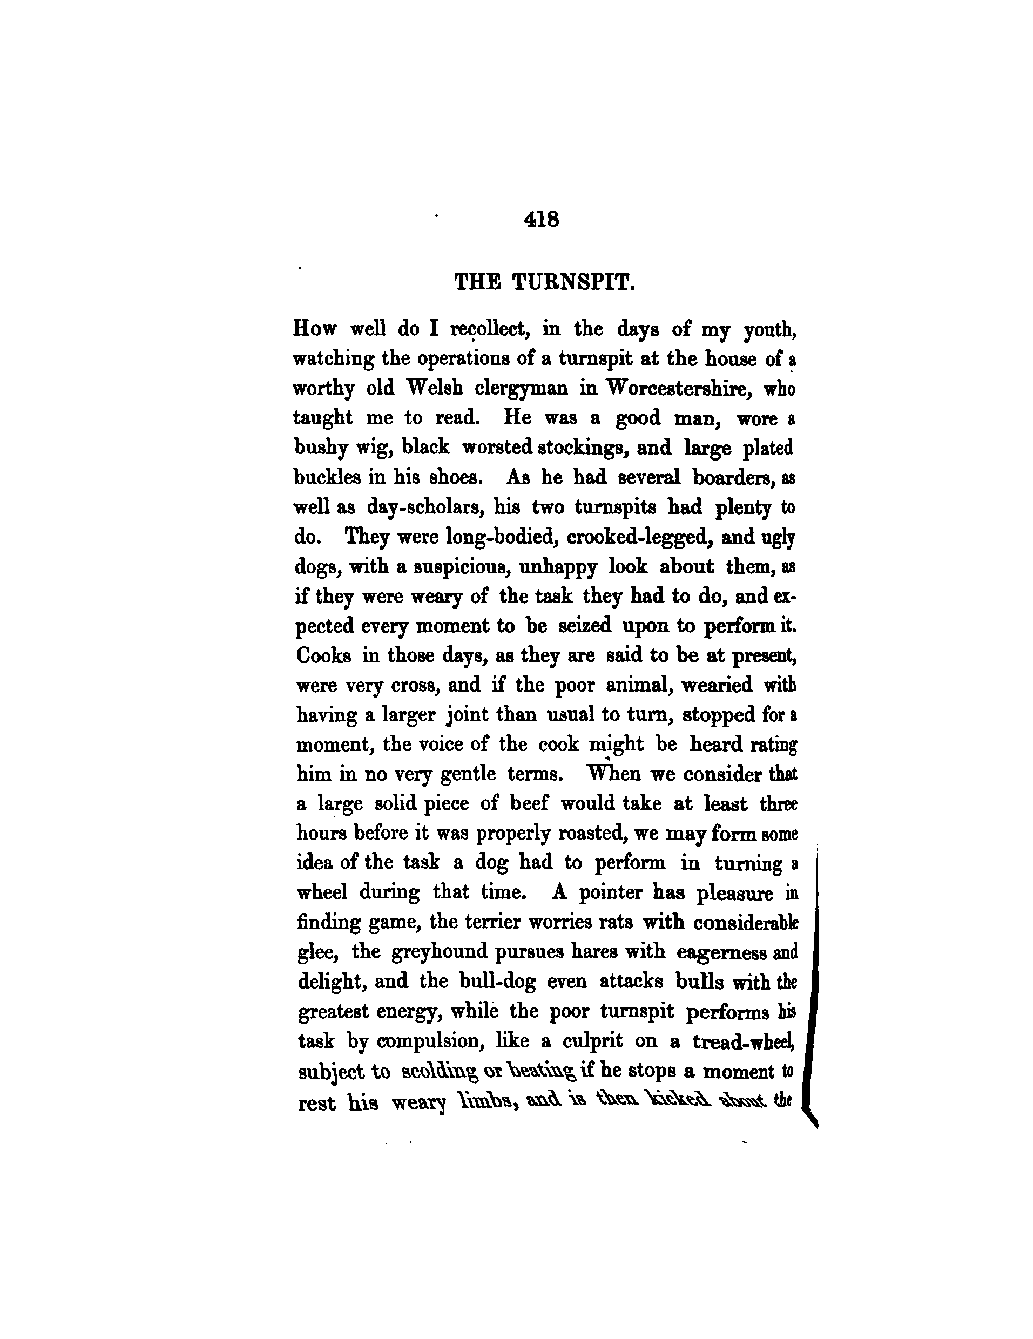 418
THE TURNSPIT.
How well do I recollect, in the days of my youth,
watching the operations of a turnspit at the house of a
worthy old Welsh clergyman in Worcestershire, who
taught me to read. He was a good man, wore a
bushy wig, black worsted stockings, and large plated
buckles in his shoes. As he had several boarders, as
well as day-scholars, his two turnspits had plenty to
do. They were long-bodied, crooked-legged, and ugly
dogs, with a suspicious, unhappy look about them, as
if they were weary of the task they had to do, and ex-
pected every moment to be seized upon to perform it.
Cooks in those days, as they are said to be at present,
were very cross, and if the poor animal, wearied with
having a larger joint than usual to turn, stopped for a
moment, the voice of the cook might be heard rating
him in no very gentle terms. When we consider that
a large solid piece of beef would take at least three
hours before it was properly roasted, we may form some
idea of the task a dog had to perform in turning a
wheel during that time. A pointer has pleasure in
finding game, the terrier worries rats with considerable
glee, the greyhound pursues hares with eagerness and
delight, and the bull-dog even attacks bulls with the
greatest energy, while the poor turnspit performs his
task by compulsion, like a culprit on a tread-wheel,
subject to scolding or beating if he stops a moment to
rest his weary limbs, and is then kicked about the